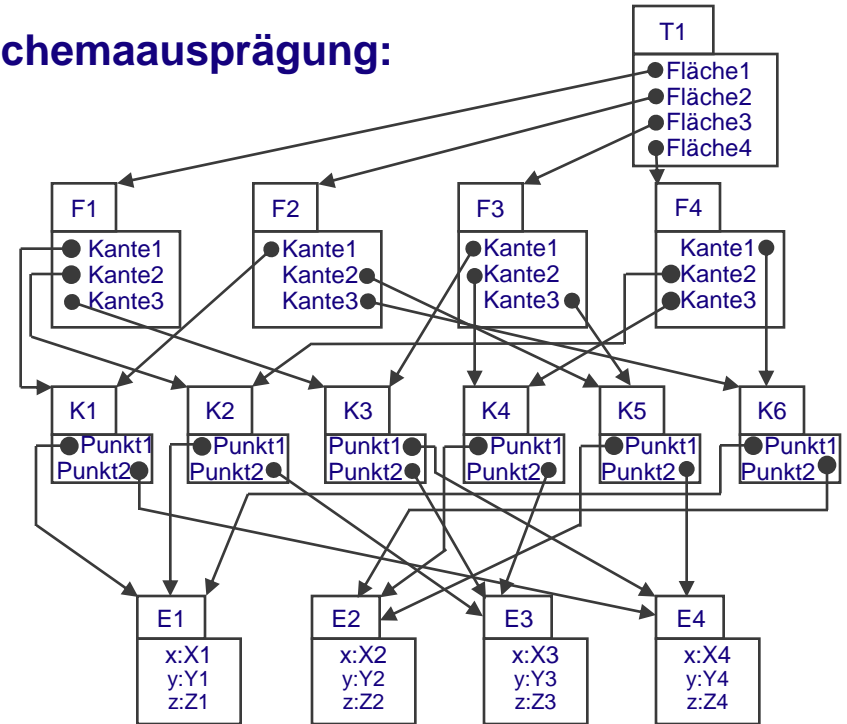 chemaausprägung:
T1
Fläche1
Fläche2
Fläche3
Fläche4
F1
Kante1
Kante2
Kante3
F2
Kante1
Kante2
Kante3
F3
Kante1
Kante2
Kante3
F4
Kante1
Kante2
Kante3
K1
Punkt1
Punkt2
K2
Punkt1
Punkt2
K3
Punkt1
Punkt2
K4
Punkt1
Punkt2
K5
Punkt1
Punkt2
K6
Punkt1
Punkt2
E1
x:X1
y:Y1
z:Z1
E2
x:X2
y:Y2
z:Z2
E3
x:X3
y:Y3
z:Z3
E4
x:X4
y:Y4
z:Z4